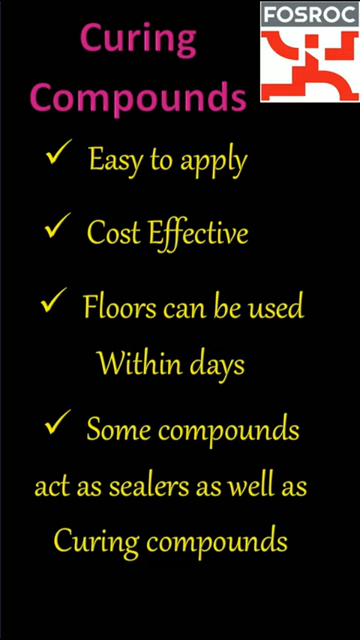 FOSROC
Curing
Compounds
✓ Easy to apply
✓ Cost Effective
✓ Floors can be used
Within days
✓ Some compounds
act as sealers as well as
Curing compounds